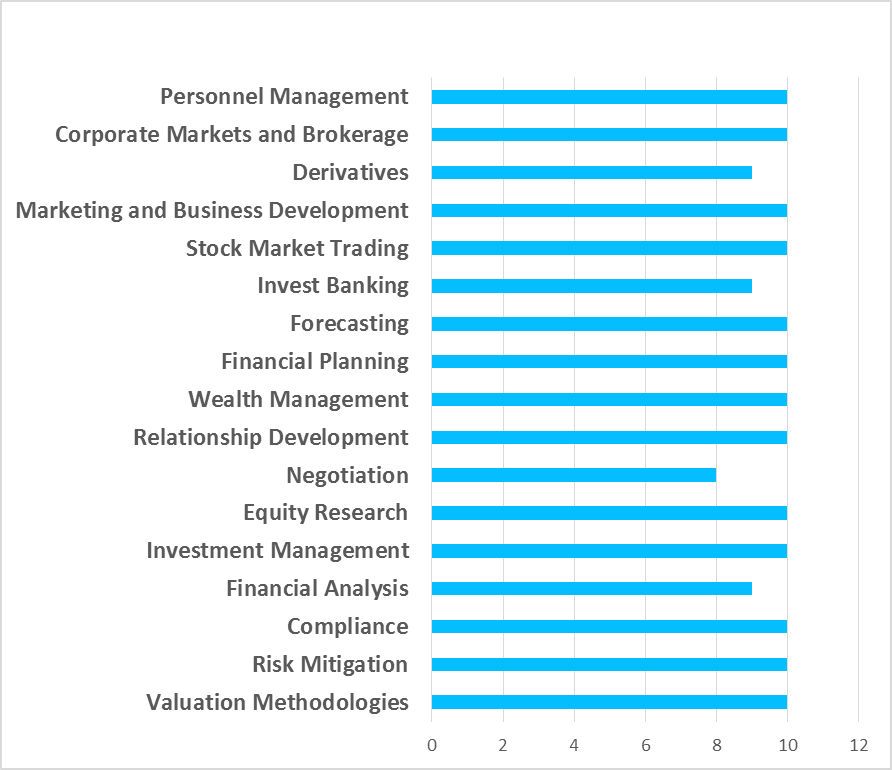 Personnel Management
Corporate Markets and Brokerage
Derivatives
Marketing and Business Development
Stock Market Trading
Invest Banking
Forecasting
Financial Planning
Wealth Management
Relationship Development
Negotiation
Equity Research
Investment Management
Financial Analysis
Compliance
Risk Mitigation
Valuation Methodologies
0 2 4 6 8 10 12